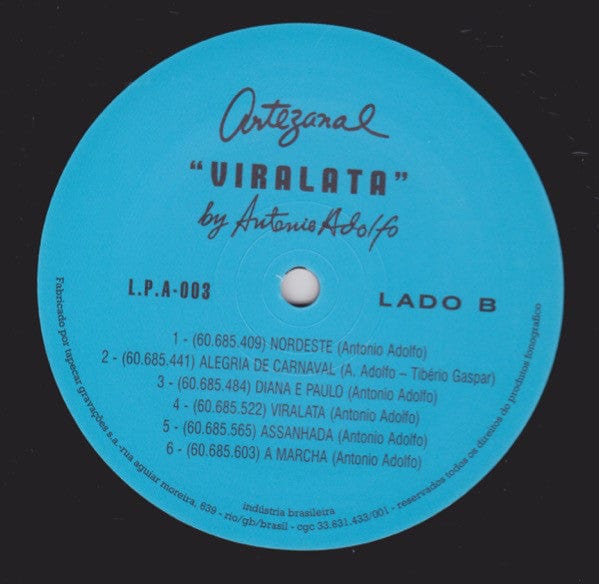 Artezanal
"VIRALATA"
by Antonio Adolfo
L.P.A-003
LADO B
1 - (60.685.409) NORDESTE (Antonio Adolfo)
2 - (60.685.441) ALEGRIA DE CARNAVAL (A. Adolfo – Tibério Gaspar)
3 - (60.685.484) DIANA E PAULO (Antonio Adolfo)
4 - (60.685.522) VIRALATA (Antonio Adolfo)
5 - (60.685.565) ASSANHADA (Antonio Adolfo)
6 - (60.685.603) A MARCHA (Antonio Adolfo)
indústria brasileira
Fabricado por tapecar gravações s.a.-rua aguiar moreira, 639 - rio/gb/brasil - cgc 33.631.433/001 - reservados todos os direitos do produtos fonografico